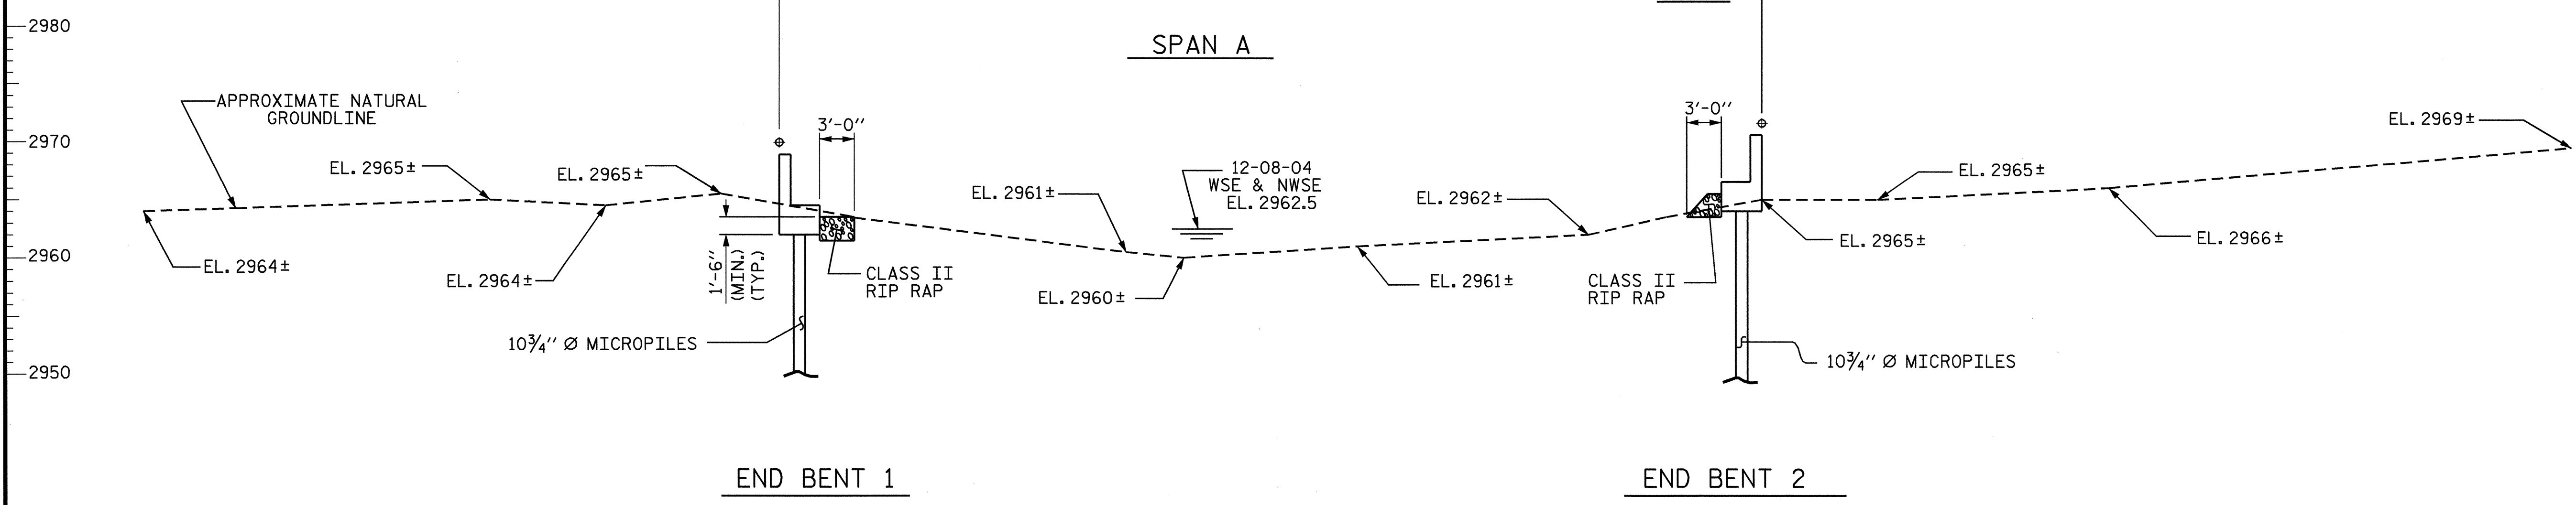 2980
SPAN A
APPROXIMATE NATURAL
GROUNDLINE
3'-0"
3'-0"
EL. 2969±
2970
EL. 2965±
EL. 2965±
12-08-04
WSE & NWSE
EL. 2962.5
EL. 2961±
EL. 2962±
EL. 2965±
2960
EL. 2964±
EL. 2964±
1'-6"
(MIN.)
(TYP.)
CLASS II
RIP RAP
EL. 2960±
EL. 2961±
CLASS II
RIP RAP
EL. 2965±
EL. 2966±
10¾" Ø MICROPILES
10¾" Ø MICROPILES
2950
END BENT 1
END BENT 2